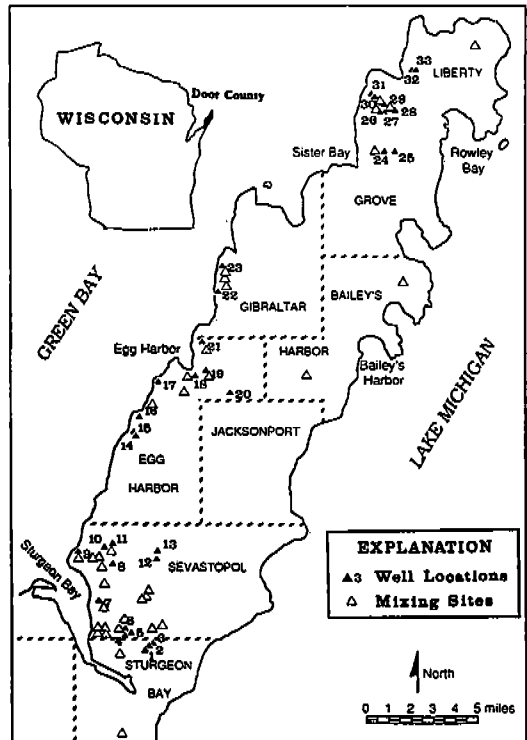 WISCONSIN
Door County
33
32
LIBERTY
31
30
29
28
26
27
Sister Bay
24
25
Rowley
Bay
GROVE
GREEN BAY
23
22
GIBRALTAR
BAILEY'S
HARBOR
Egg Harbor
21
Bailey's
Harbor
LAKE MICHIGAN
17
18
19
20
16
15
14
JACKSONPORT
EGG
HARBOR
Sturgeon Bay
10
11
9
8
13
12
SEVASTOPOL
7
6
5
2
1
2
STURGEON
BAY
EXPLANATION
3 Well Locations
Mixing Sites
North
0 1 2 3 4 5 miles